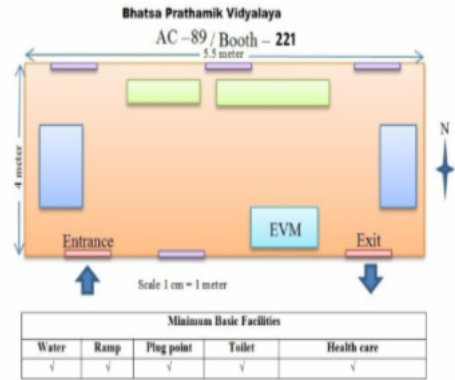 Bhatsa Prathamik Vidyalaya
AC –89 / Booth – 221
5.5 meter
4 meter
N
EVM
Entrance
Exit
Scale 1 cm = 1 meter
Minimum Basic Facilities
Water Ramp Plug point Toilet Health care
√ √ √ √ √